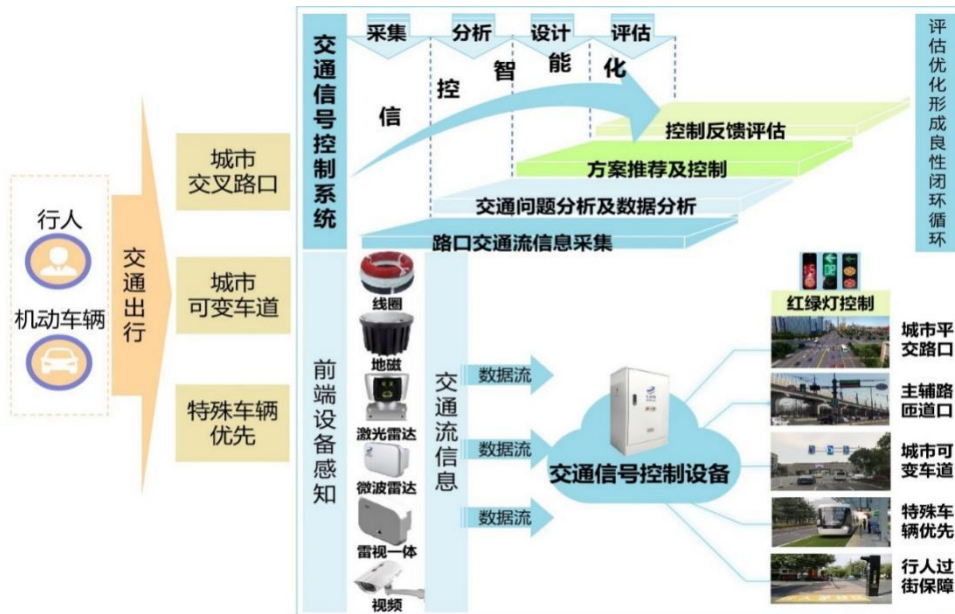 行人
机动车辆
交通出行
城市
交叉路口
城市
可变车道
特殊车辆
优先
交通信号控制系统
采集
分析
设计
评估
信控智能化
控制反馈评估
方案推荐及控制
交通问题分析及数据分析
路口交通流信息采集
评估优化形成良性闭环循环
前端设备感知
线圈
地磁
激光雷达
微波雷达
雷视一体
视频
交通流信息
数据流
数据流
数据流
交通信号控制设备
红绿灯控制
城市平
交路口
主辅路
匝道口
城市可
变车道
特殊车
辆优先
行人过
街保障